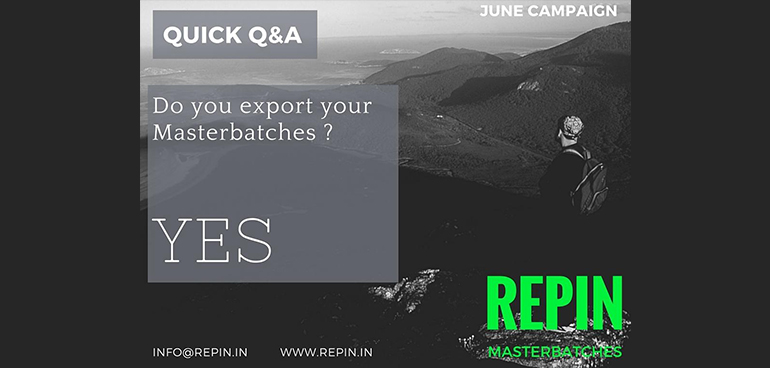 JUNE CAMPAIGN
QUICK Q&A
Do you export your
Masterbatches ?
YES
REPIN
MASTERBATCHES
INFO@REPIN.IN WWW.REPIN.IN